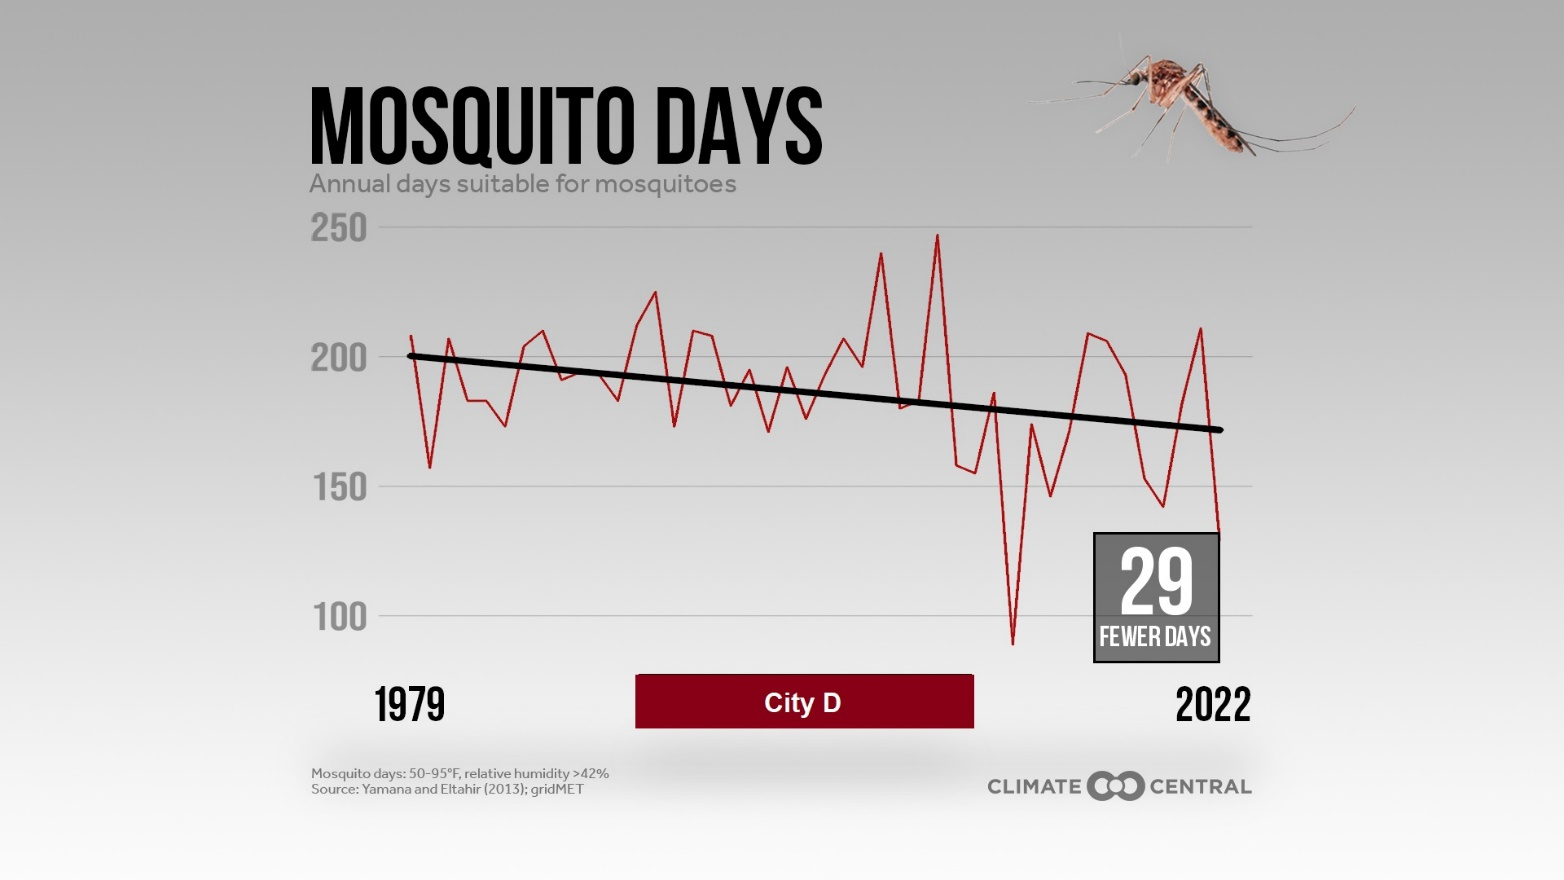 MOSQUITO DAYS
Annual days suitable for mosquitoes
250
200
150
100
29
FEWER DAYS
1979
City D
2022
Mosquito days: 50-95°F, relative humidity >42%
Source: Yamana and Eltahir (2013); gridMET
CLIMATE CENTRAL